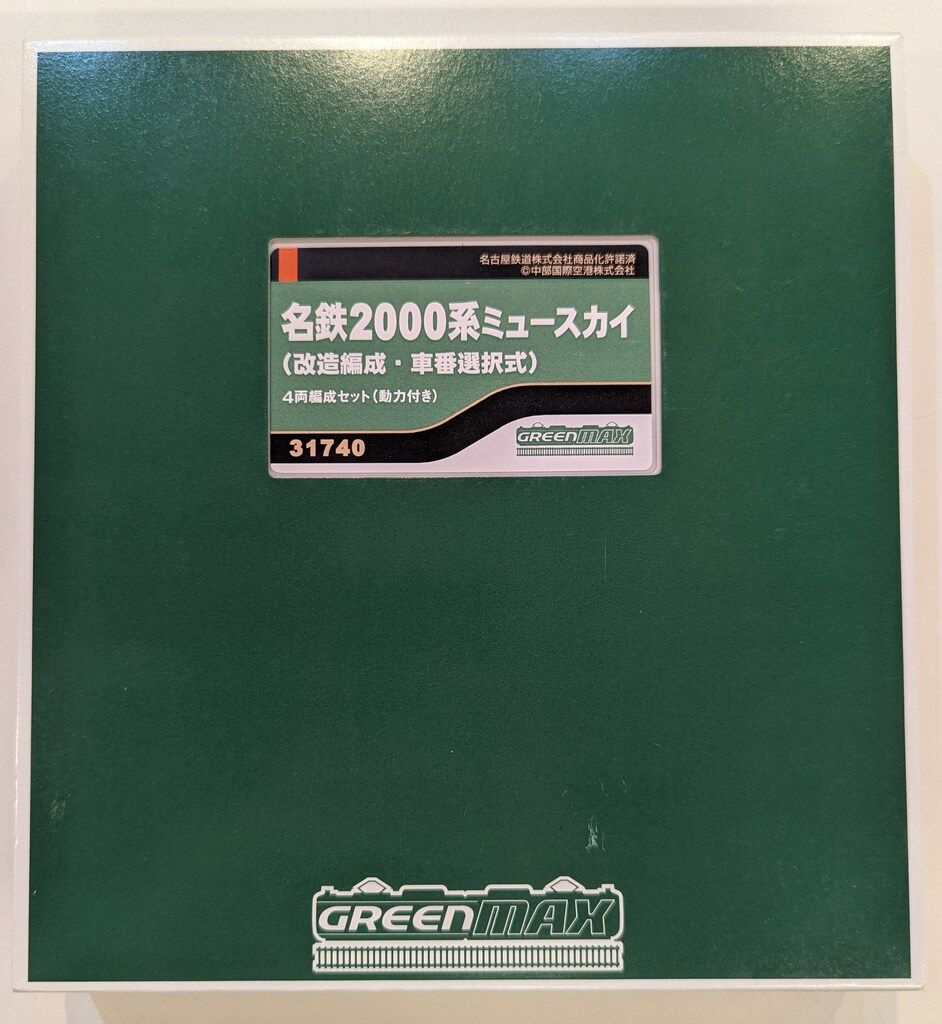 名古屋鉄道株式会社商品化許諾済
©中部国際空港株式会社
名鉄2000系ミュースカイ
(改造編成・車番選択式)
4両編成セット(動力付き)
31740
GREENMAX
GREENMAX